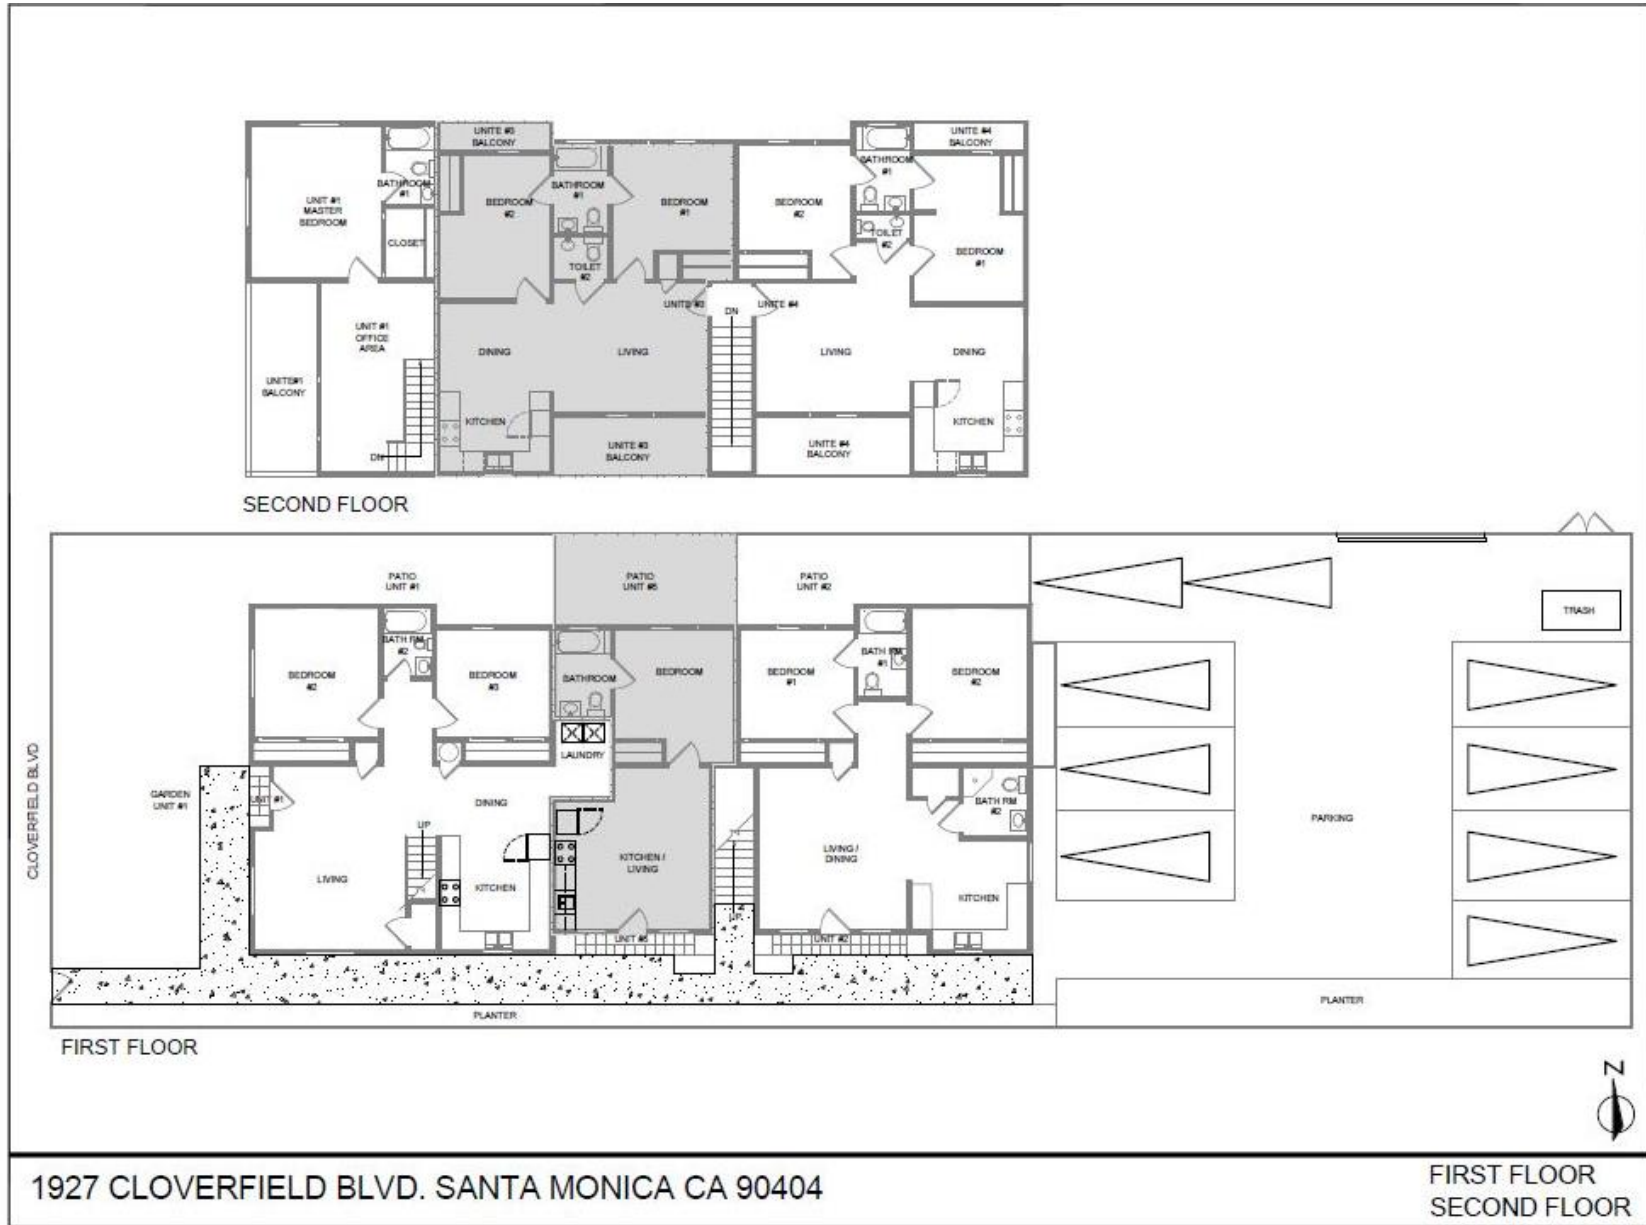 UNITE #3
BALCONY
UNITE #4
BALCONY
UNIT #1
MASTER
BEDROOM
BATHROOM
#1
CLOSET
BEDROOM
#2
BATHROOM
#1
BEDROOM
#1
TOILET
#2
BEDROOM
#2
BATHROOM
#1
TOILET
#2
BEDROOM
#1
UNITE #3
DN
UNITE #4
UNIT #1
OFFICE
AREA
DINING
LIVING
LIVING
DINING
UNITE#1
BALCONY
KITCHEN
KITCHEN
UNITE #3
BALCONY
UNITE #4
BALCONY
DN
SECOND FLOOR
PATIO
UNIT #1
PATIO
UNIT #5
PATIO
UNIT #2
TRASH
BATH RM
#2
BEDROOM
#2
BEDROOM
#3
BATHROOM
BEDROOM
BEDROOM
#1
BATH RM
#1
BEDROOM
#2
LAUNDRY
CLOVERFIELD BLVD
GARDEN
UNIT #1
UNIT #1
DINING
BATH RM
#2
UP
PARKING
LIVING
KITCHEN
KITCHEN /
LIVING
LIVING /
DINING
KITCHEN
UP
UNIT #5
UNIT #2
PLANTER
PLANTER
FIRST FLOOR
N
1927 CLOVERFIELD BLVD. SANTA MONICA CA 90404
FIRST FLOOR
SECOND FLOOR